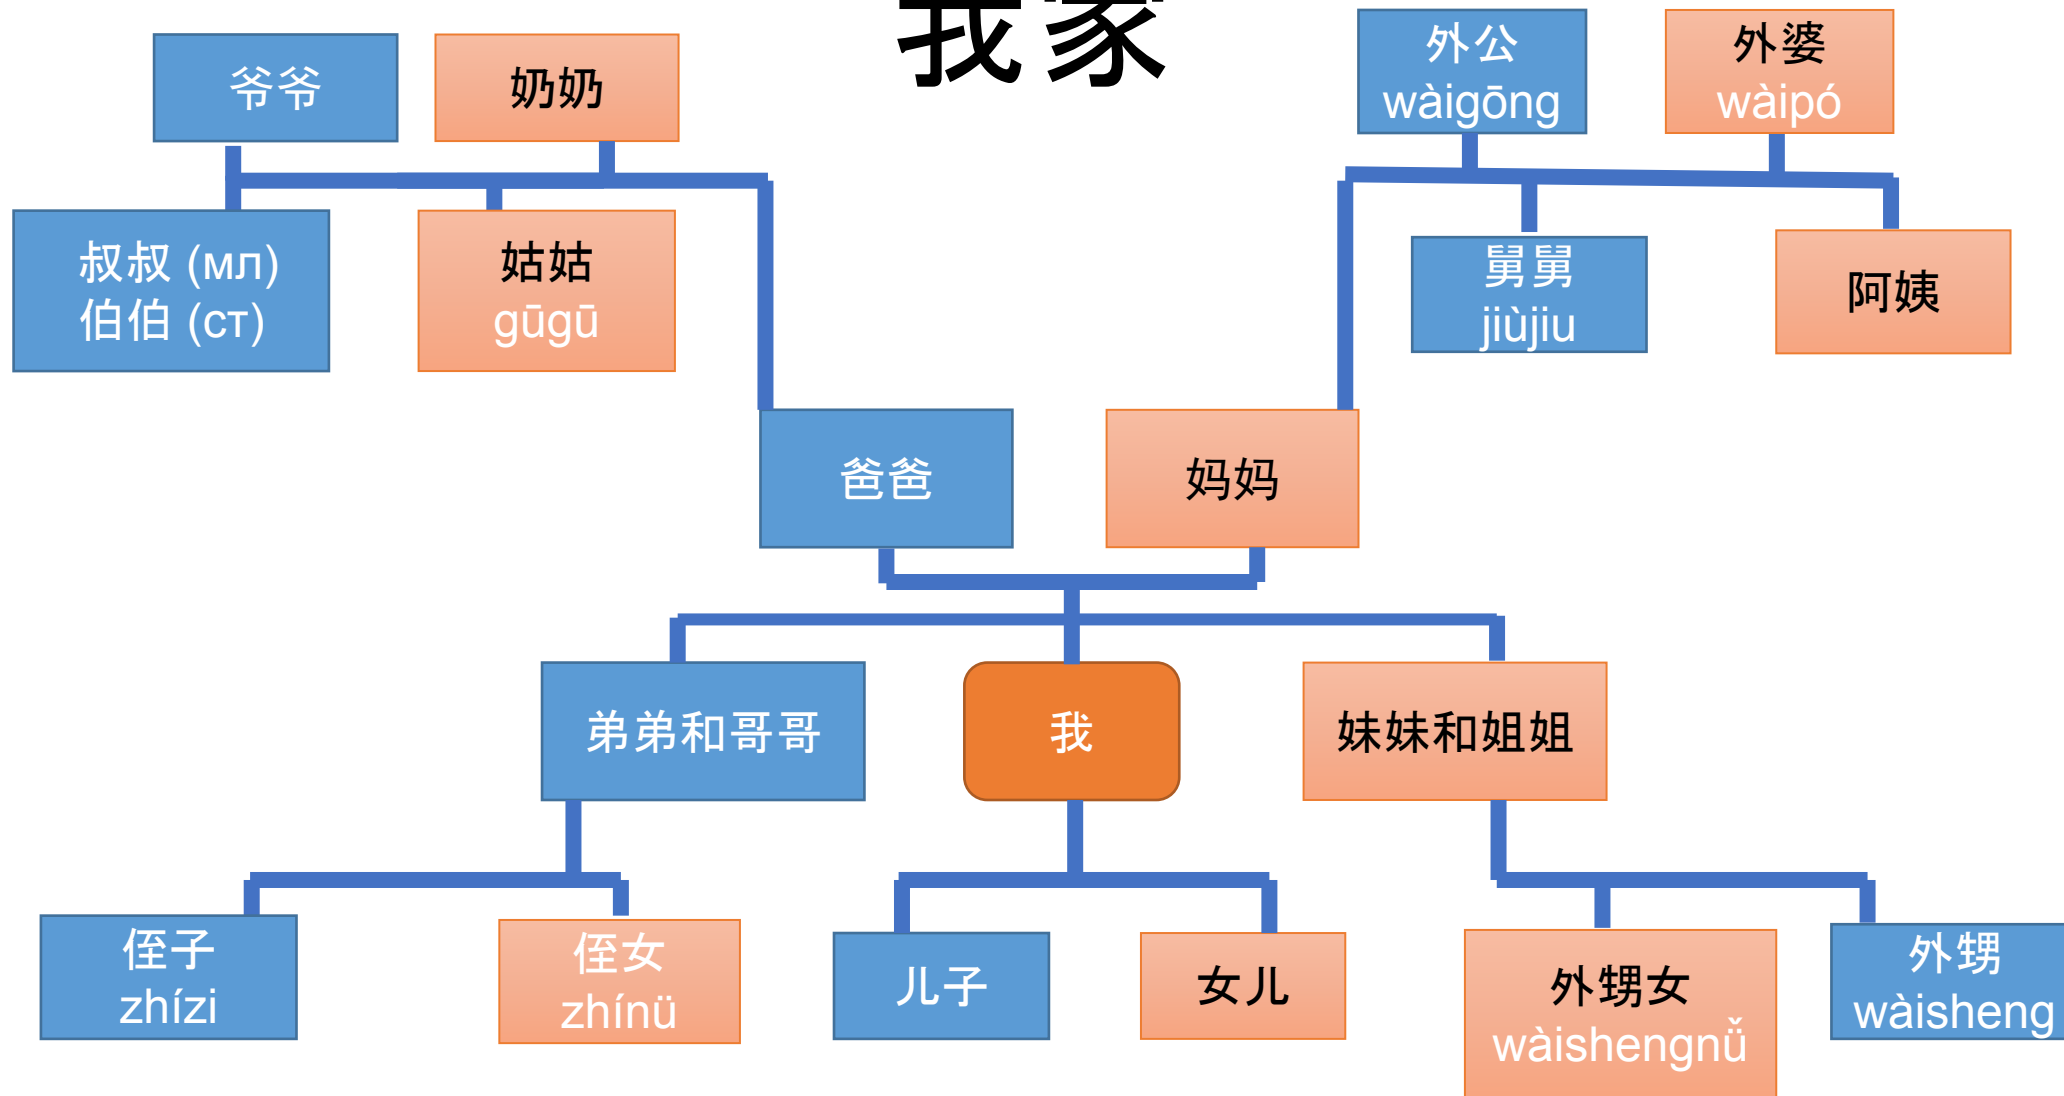 我家
爷爷
奶奶
外公
wàigōng
外婆
wàipó
叔叔 (мл)
伯伯 (ст)
姑姑
gūgū
舅舅
jiùjiu
阿姨
爸爸
妈妈
弟弟和哥哥
我
妹妹和姐姐
侄子
zhízi
侄女
zhínü
儿子
女儿
外甥女
wàishengnǚ
外甥
wàisheng